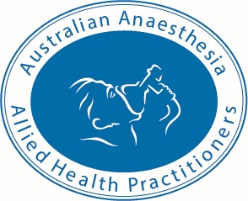 Australian Anaesthesia
Allied Health Practitioners